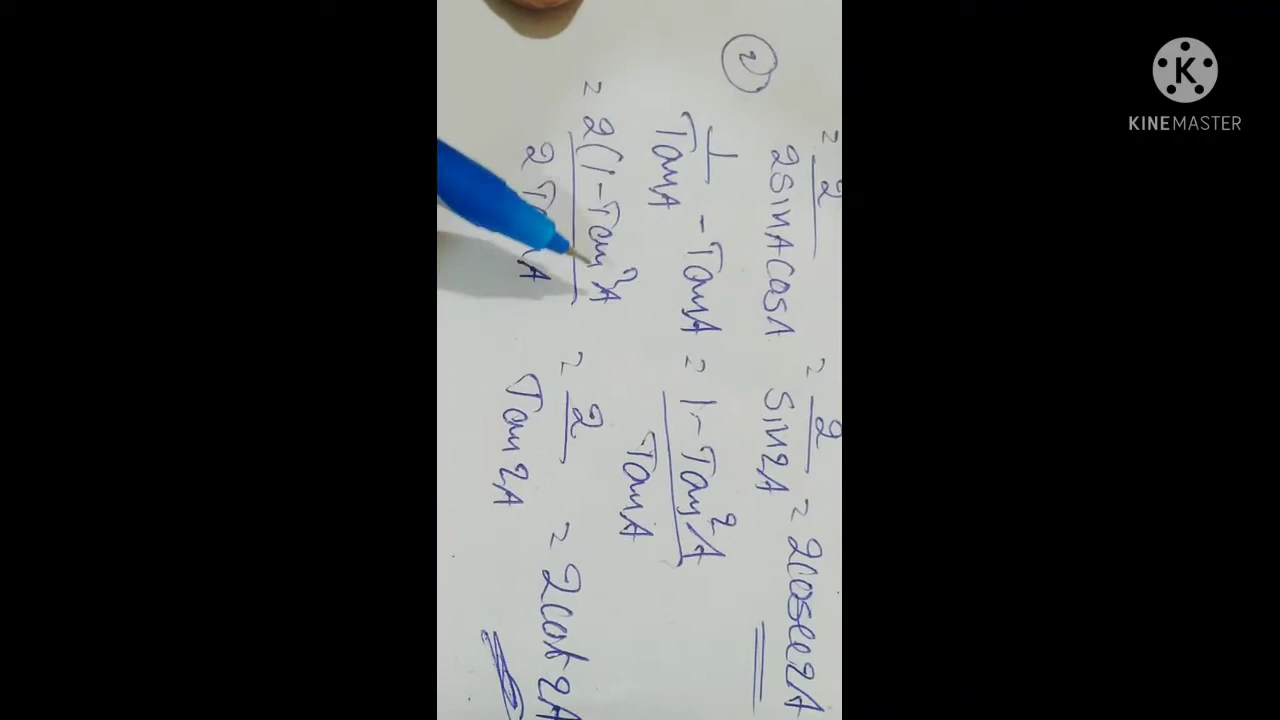 = 2 / 2SinACosA = 2 / Sin2A = 2Cosec2A
v)
1 / TanA - TanA = 1 - Tan²A / TanA
= 2(1 - Tan²A / 2 TanA = 2 / Tan2A = 2Cot2A
K
KINEMASTER